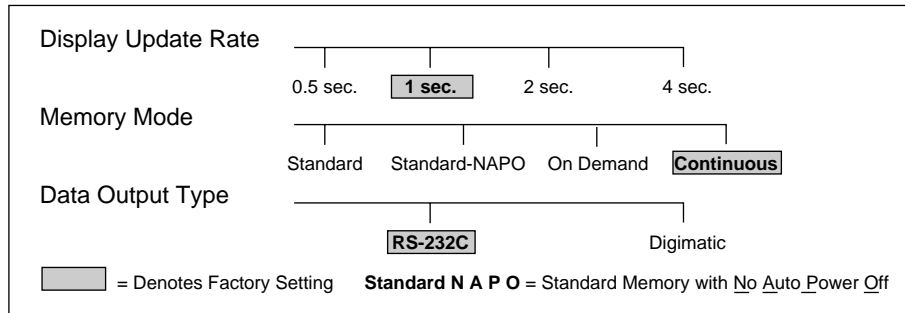 Display Update Rate
0.5 sec. 1 sec. 2 sec. 4 sec.
Memory Mode
Standard Standard-NAPO On Demand Continuous
Data Output Type
RS-232C Digimatic
= Denotes Factory Setting Standard N A P O = Standard Memory with No Auto Power Off